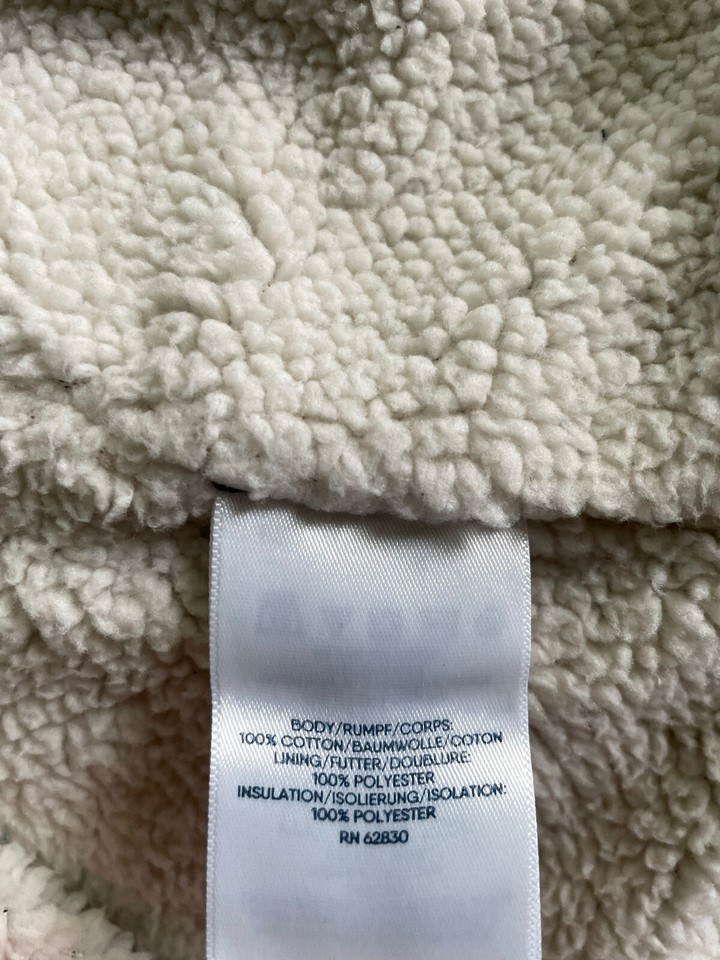 BODY/RUMPF/CORPS:
100% COTTON/BAUMWOLLE/COTON
LINING/FUTTER/DOUBLURE:
100% POLYESTER
INSULATION/ISOLIERUNG/ISOLATION:
100% POLYESTER
RN 62830